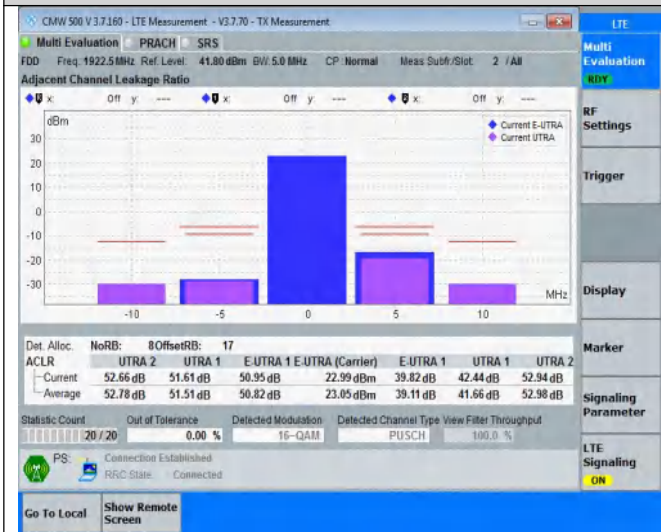 CMW 500 V 3.7.160 - LTE Measurement - V3.7.70 - TX Measurement
LTE
Multi Evaluation PRACH SRS
FDD Freq: 1922.5 MHz Ref. Level: 41.80 dBm BW: 5.0 MHz CP: Normal Meas Subfr./Slot: 2 / All
Adjacent Channel Leakage Ratio
x: Off y: --- x: Off y: --- x: Off y: ---
dBm
Current E-UTRA
Current UTRA
30
20
10
0
-10
-20
-30
MHz
-10 -5 0 5 10
Det. Alloc. NoRB: 8 OffsetRB: 17
ACLR UTRA 2 UTRA 1 E-UTRA 1 E-UTRA (Carrier) E-UTRA 1 UTRA 1 UTRA 2
Current 52.66 dB 51.61 dB 50.95 dB 22.99 dBm 39.82 dB 42.44 dB 52.94 dB
Average 52.78 dB 51.51 dB 50.82 dB 23.05 dBm 39.11 dB 41.66 dB 52.98 dB
Statistic Count Out of Tolerance Detected Modulation Detected Channel Type View Filter Throughput
20 / 20 0.00 % 16-QAM PUSCH 100.0 %
PS: Connection Established
RRC State: Connected
Multi
Evaluation
RDY
RF
Settings
Trigger
Display
Marker
Signaling
Parameter
LTE
Signaling
ON
Go To Local
Show Remote
Screen